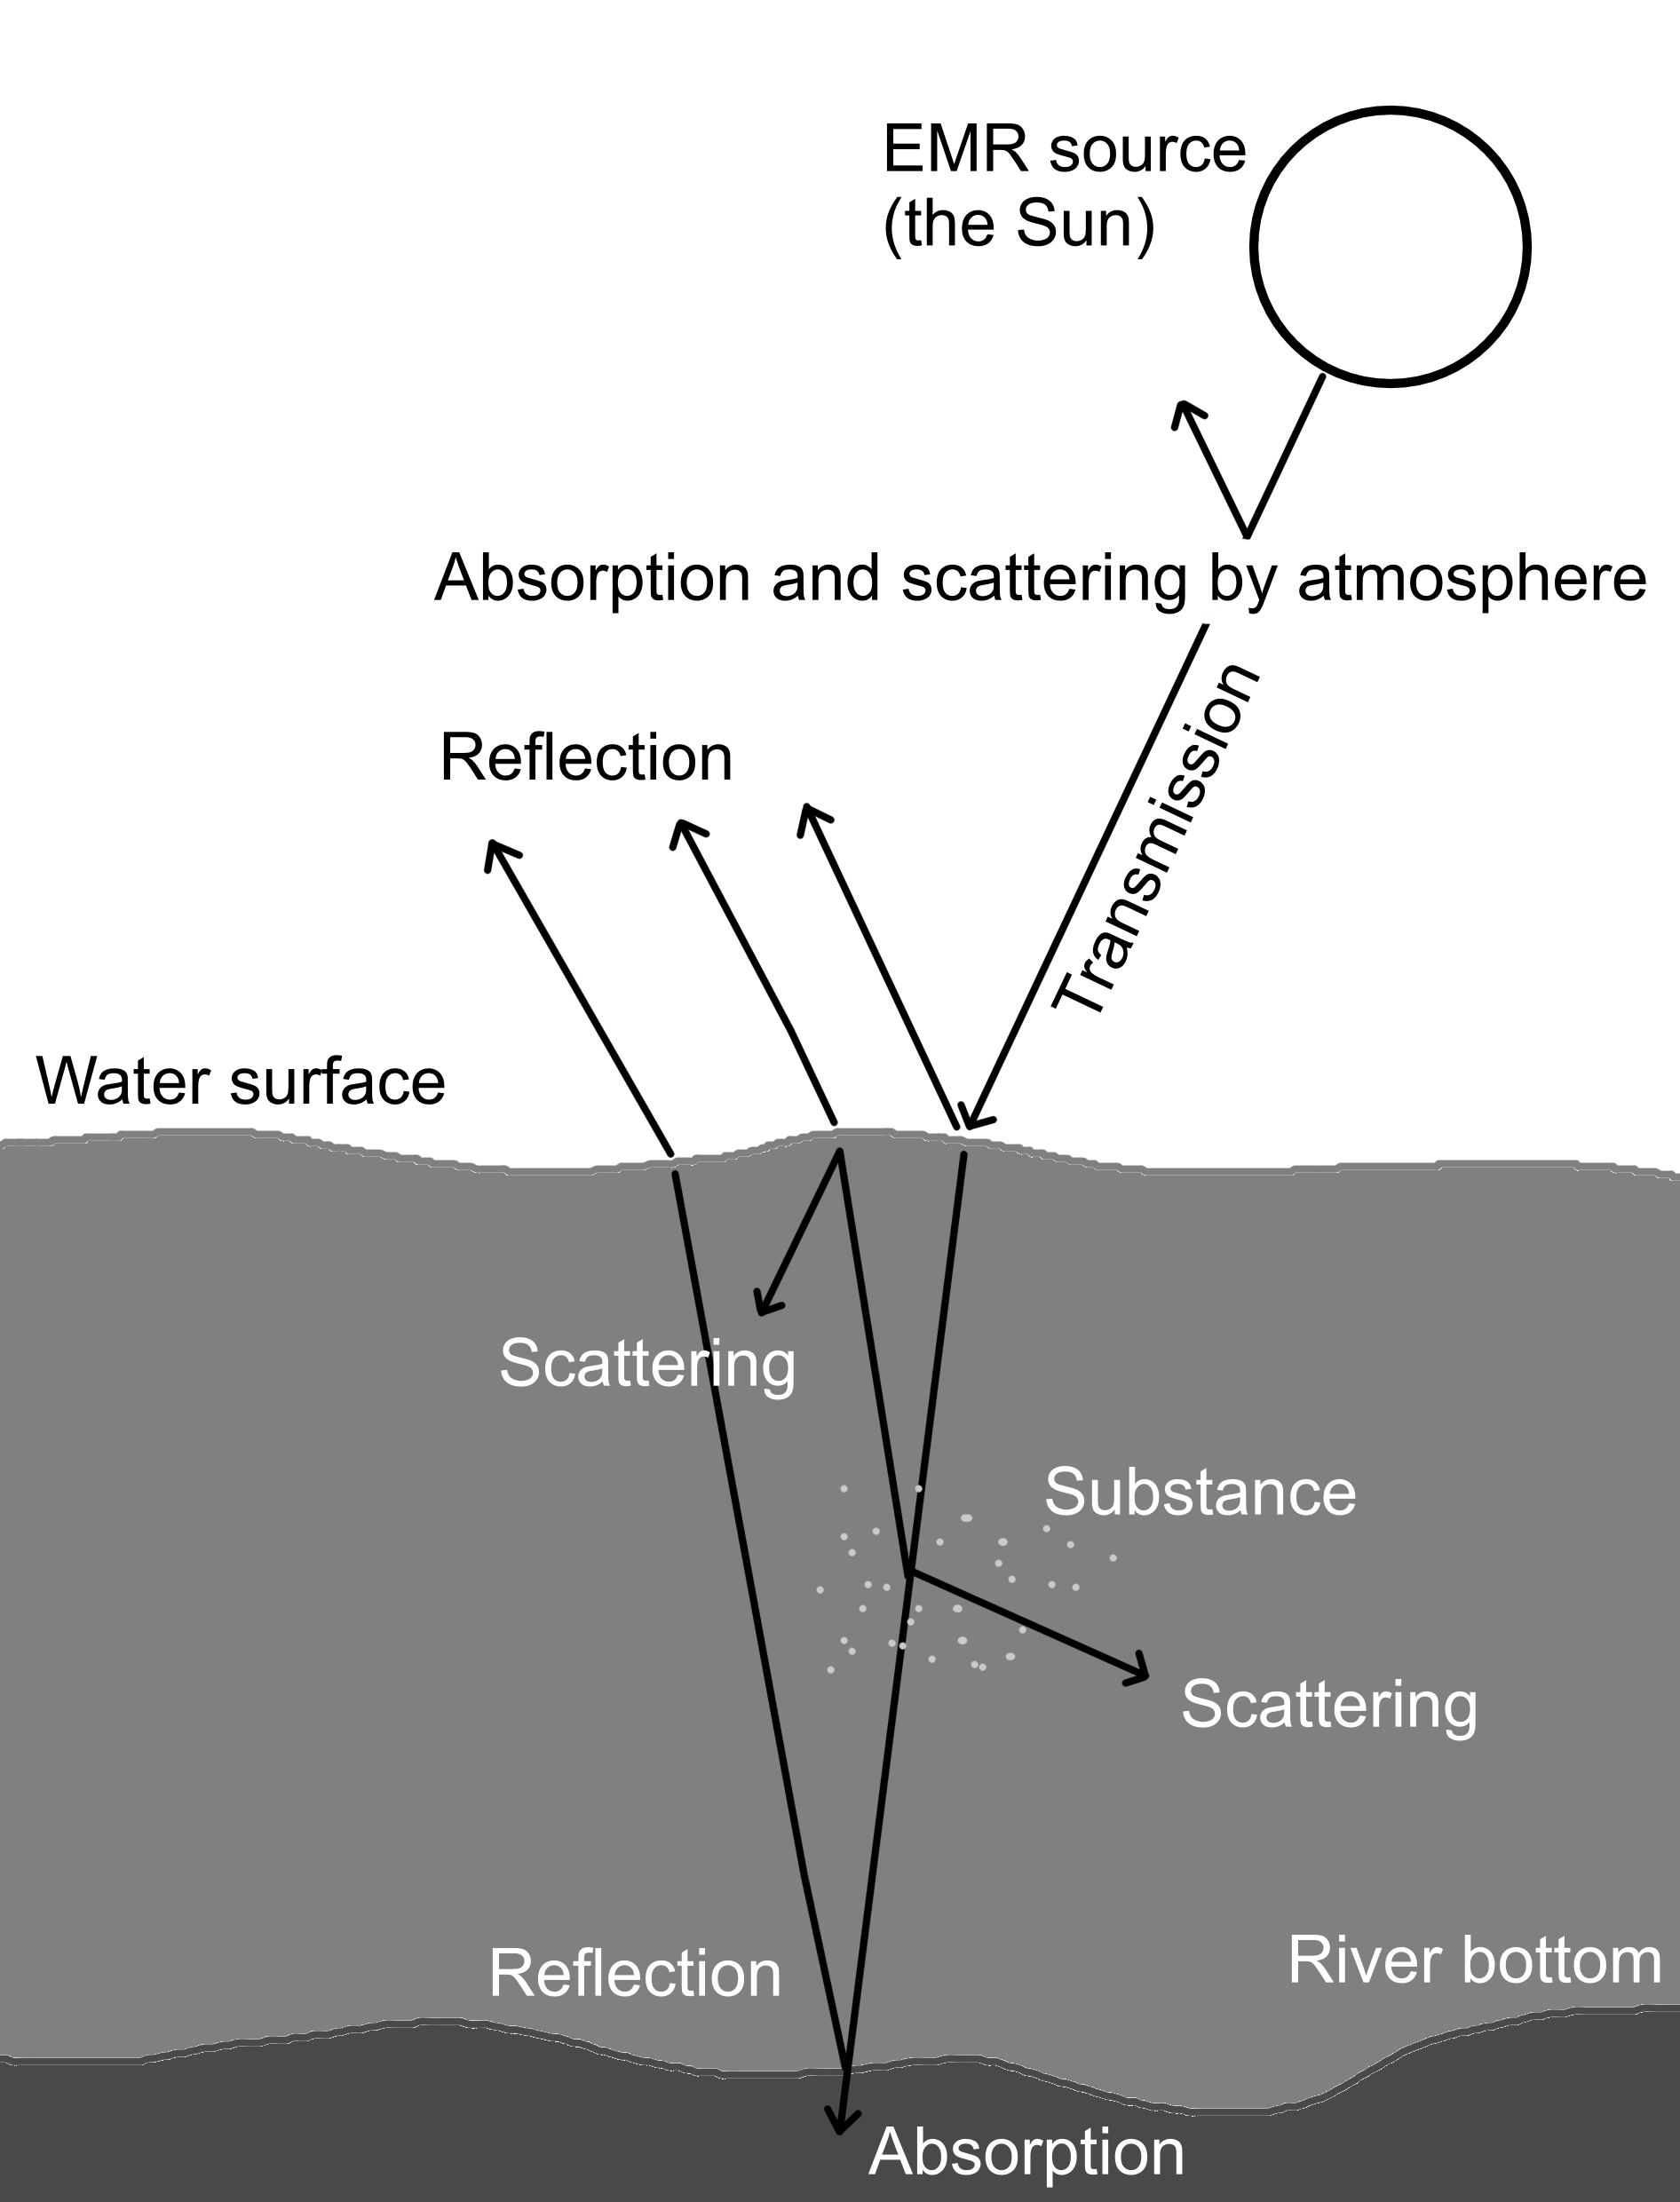 EMR source
(the Sun)
Absorption and scattering by atmosphere
Reflection
Transmission
Water surface
Scattering
Substance
Scattering
Reflection
River bottom
Absorption